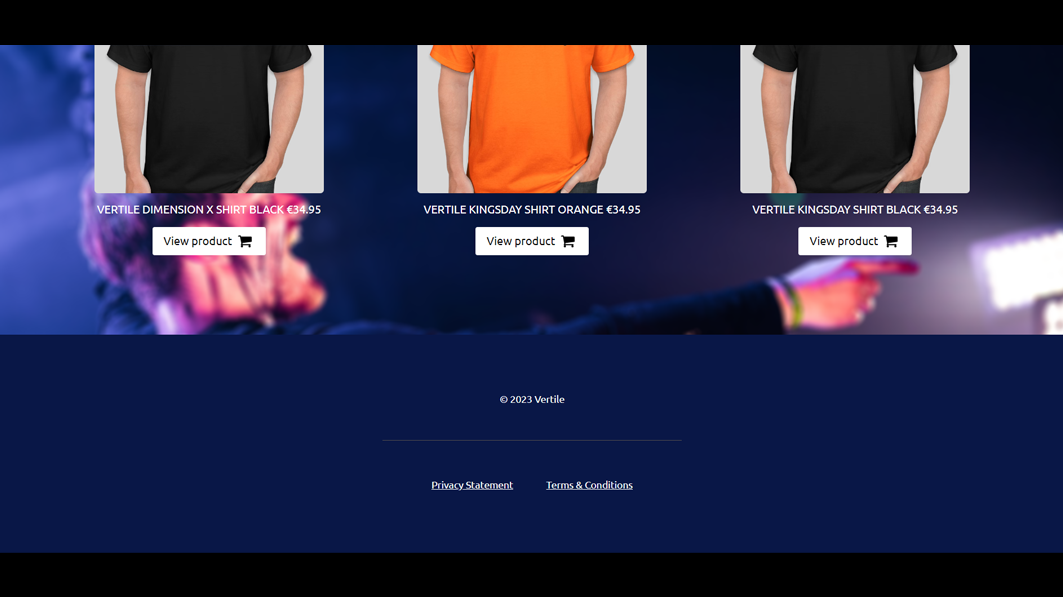 VERTILE DIMENSION X SHIRT BLACK €34.95
VERTILE KINGSDAY SHIRT ORANGE €34.95
VERTILE KINGSDAY SHIRT BLACK €34.95
View product
View product
View product
© 2023 Vertile
Privacy Statement
Terms & Conditions